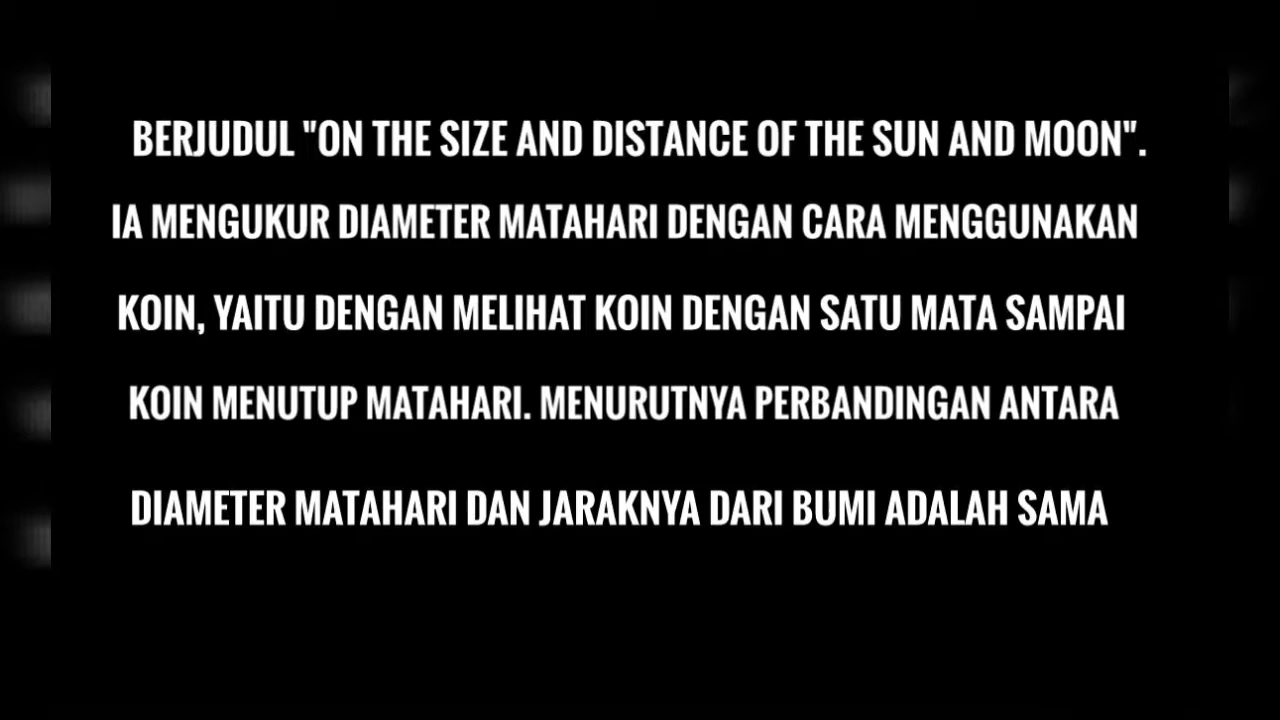 BERJUDUL "ON THE SIZE AND DISTANCE OF THE SUN AND MOON".
IA MENGUKUR DIAMETER MATAHARI DENGAN CARA MENGGUNAKAN
KOIN, YAITU DENGAN MELIHAT KOIN DENGAN SATU MATA SAMPAI
KOIN MENUTUP MATAHARI. MENURUTNYA PERBANDINGAN ANTARA
DIAMETER MATAHARI DAN JARAKNYA DARI BUMI ADALAH SAMA